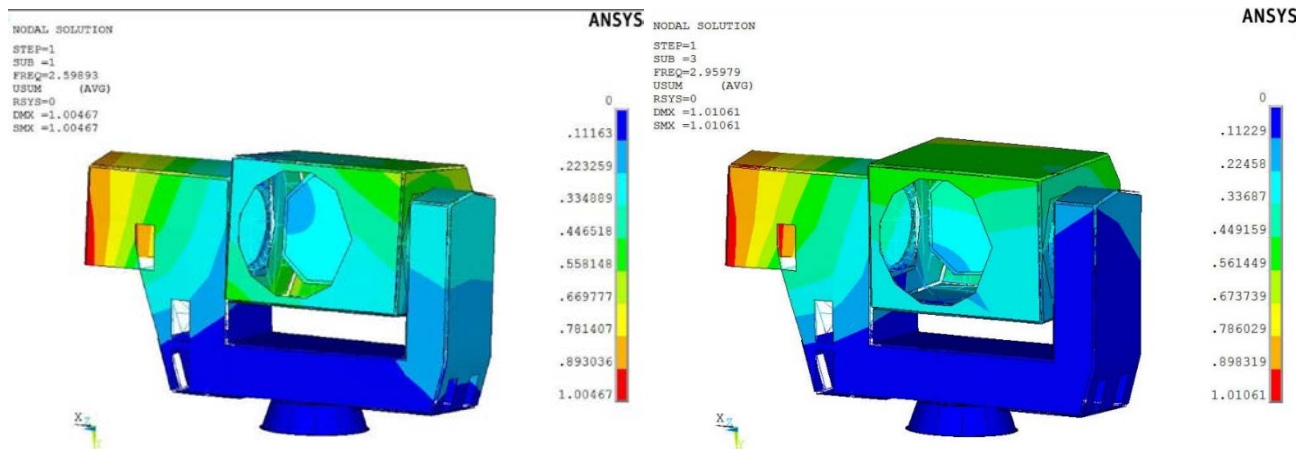 ANSYS
NODAL SOLUTION
STEP=1
SUB =1
FREQ=2.59893
USUM (AVG)
RSYS=0
DMX =1.00467
SMX =1.00467
0
.11163
.223259
.334889
.446518
.558148
.669777
.781407
.893036
1.00467
X
Z
Y
ANSYS
NODAL SOLUTION
STEP=1
SUB =3
FREQ=2.95979
USUM (AVG)
RSYS=0
DMX =1.01061
SMX =1.01061
0
.11229
.22458
.33687
.449159
.561449
.673739
.786029
.898319
1.01061
X
Z
Y